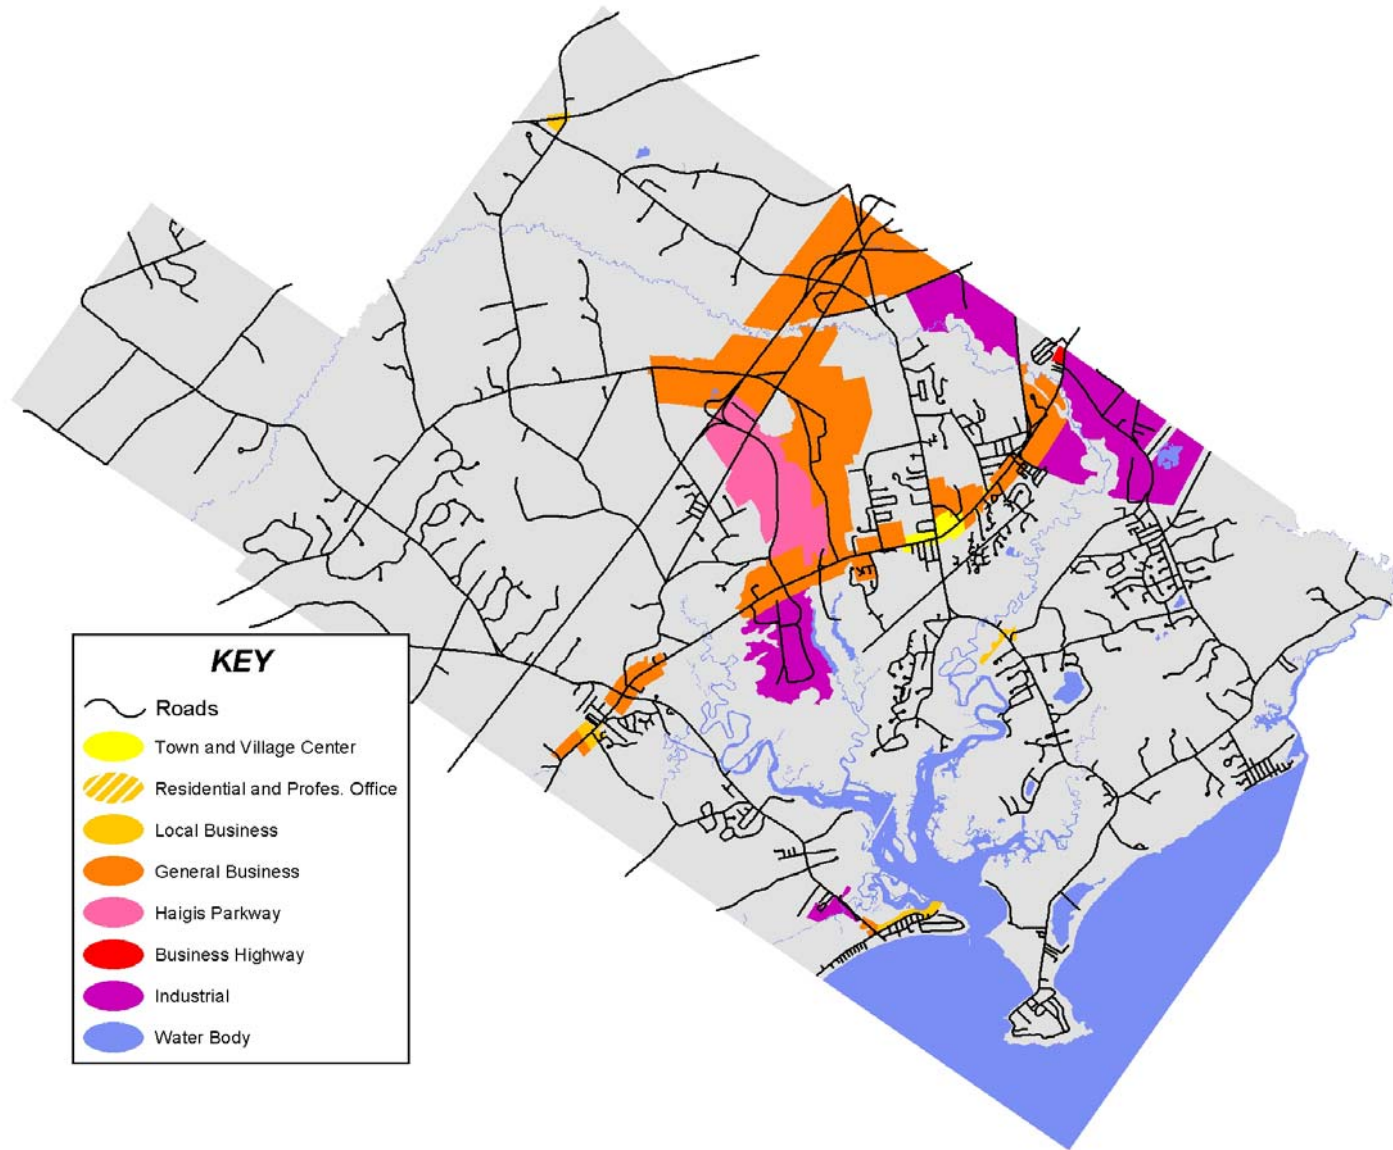 KEY
Roads
Town and Village Center
Residential and Profes. Office
Local Business
General Business
Haigis Parkway
Business Highway
Industrial
Water Body